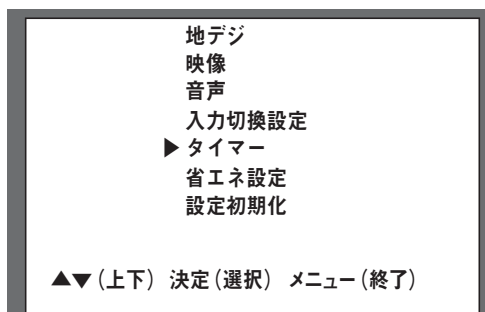 地デジ
映像
音声
入力切換設定
▶タイマー
省エネ設定
設定初期化
▲▼(上下) 決定(選択) メニュー(終了)